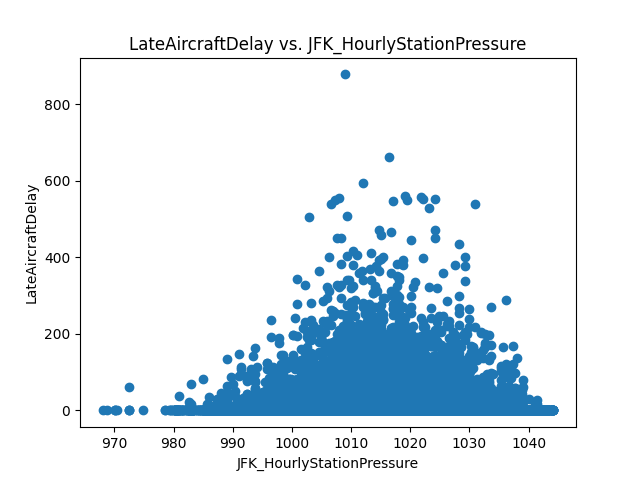 LateAircraftDelay vs. JFK_HourlyStationPressure
LateAircraftDelay
800
600
400
200
0
970 980 990 1000 1010 1020 1030 1040
JFK_HourlyStationPressure